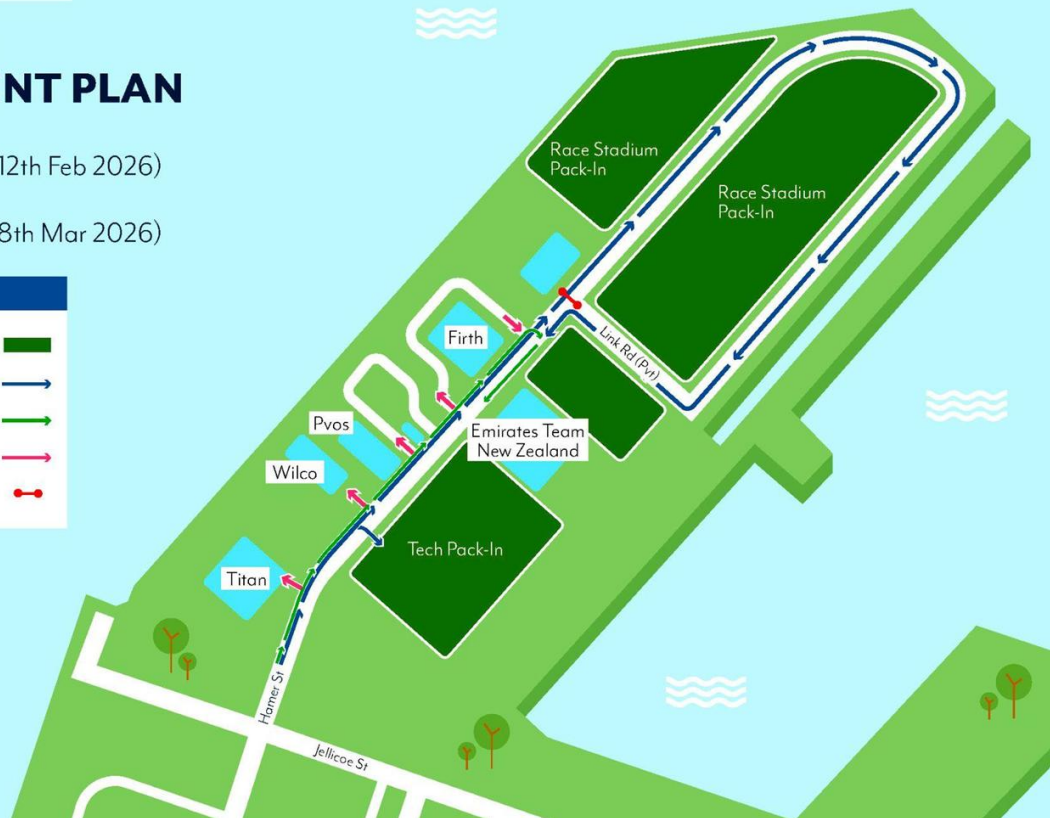 NT PLAN
12th Feb 2026)
8th Mar 2026)
Race Stadium
Pack-In
Race Stadium
Pack-In
Firth
Link Rd (Pvt)
Pvos
Emirates Team
New Zealand
Wilco
Tech Pack-In
Titan
Hamer St
Jellicoe St